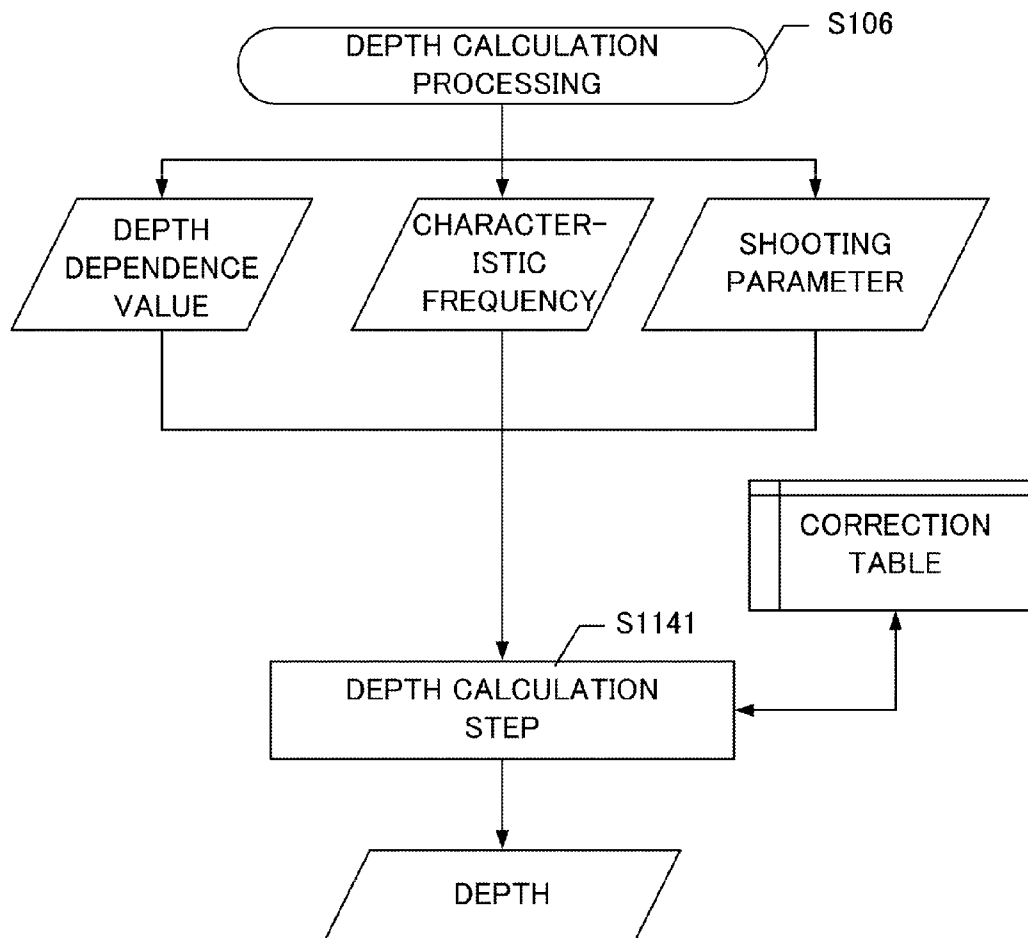 S106
DEPTH CALCULATION
PROCESSING
DEPTH
DEPENDENCE
VALUE
CHARACTER-
ISTIC
FREQUENCY
SHOOTING
PARAMETER
CORRECTION
TABLE
S1141
DEPTH CALCULATION
STEP
DEPTH